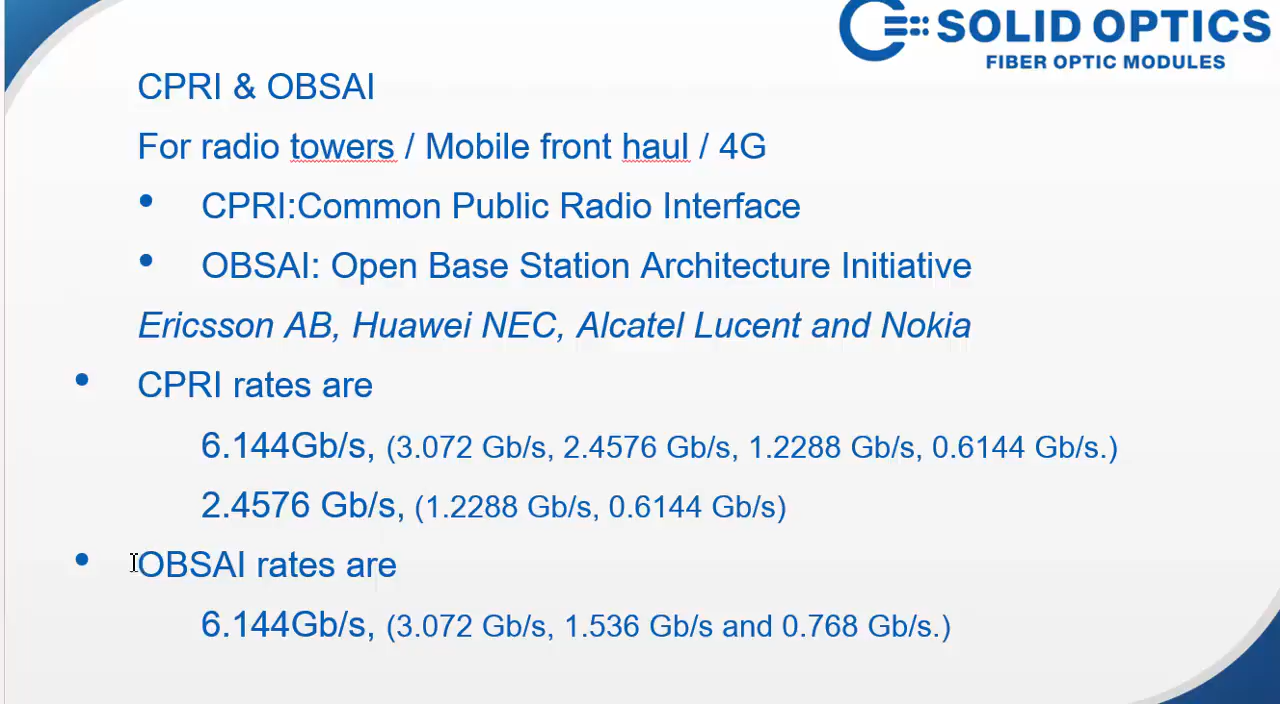 SOLID OPTICS
FIBER OPTIC MODULES
CPRI & OBSAI
For radio towers / Mobile front haul / 4G
• CPRI:Common Public Radio Interface
• OBSAI: Open Base Station Architecture Initiative
Ericsson AB, Huawei NEC, Alcatel Lucent and Nokia
• CPRI rates are
6.144Gb/s, (3.072 Gb/s, 2.4576 Gb/s, 1.2288 Gb/s, 0.6144 Gb/s.)
2.4576 Gb/s, (1.2288 Gb/s, 0.6144 Gb/s)
• OBSAI rates are
6.144Gb/s, (3.072 Gb/s, 1.536 Gb/s and 0.768 Gb/s.)